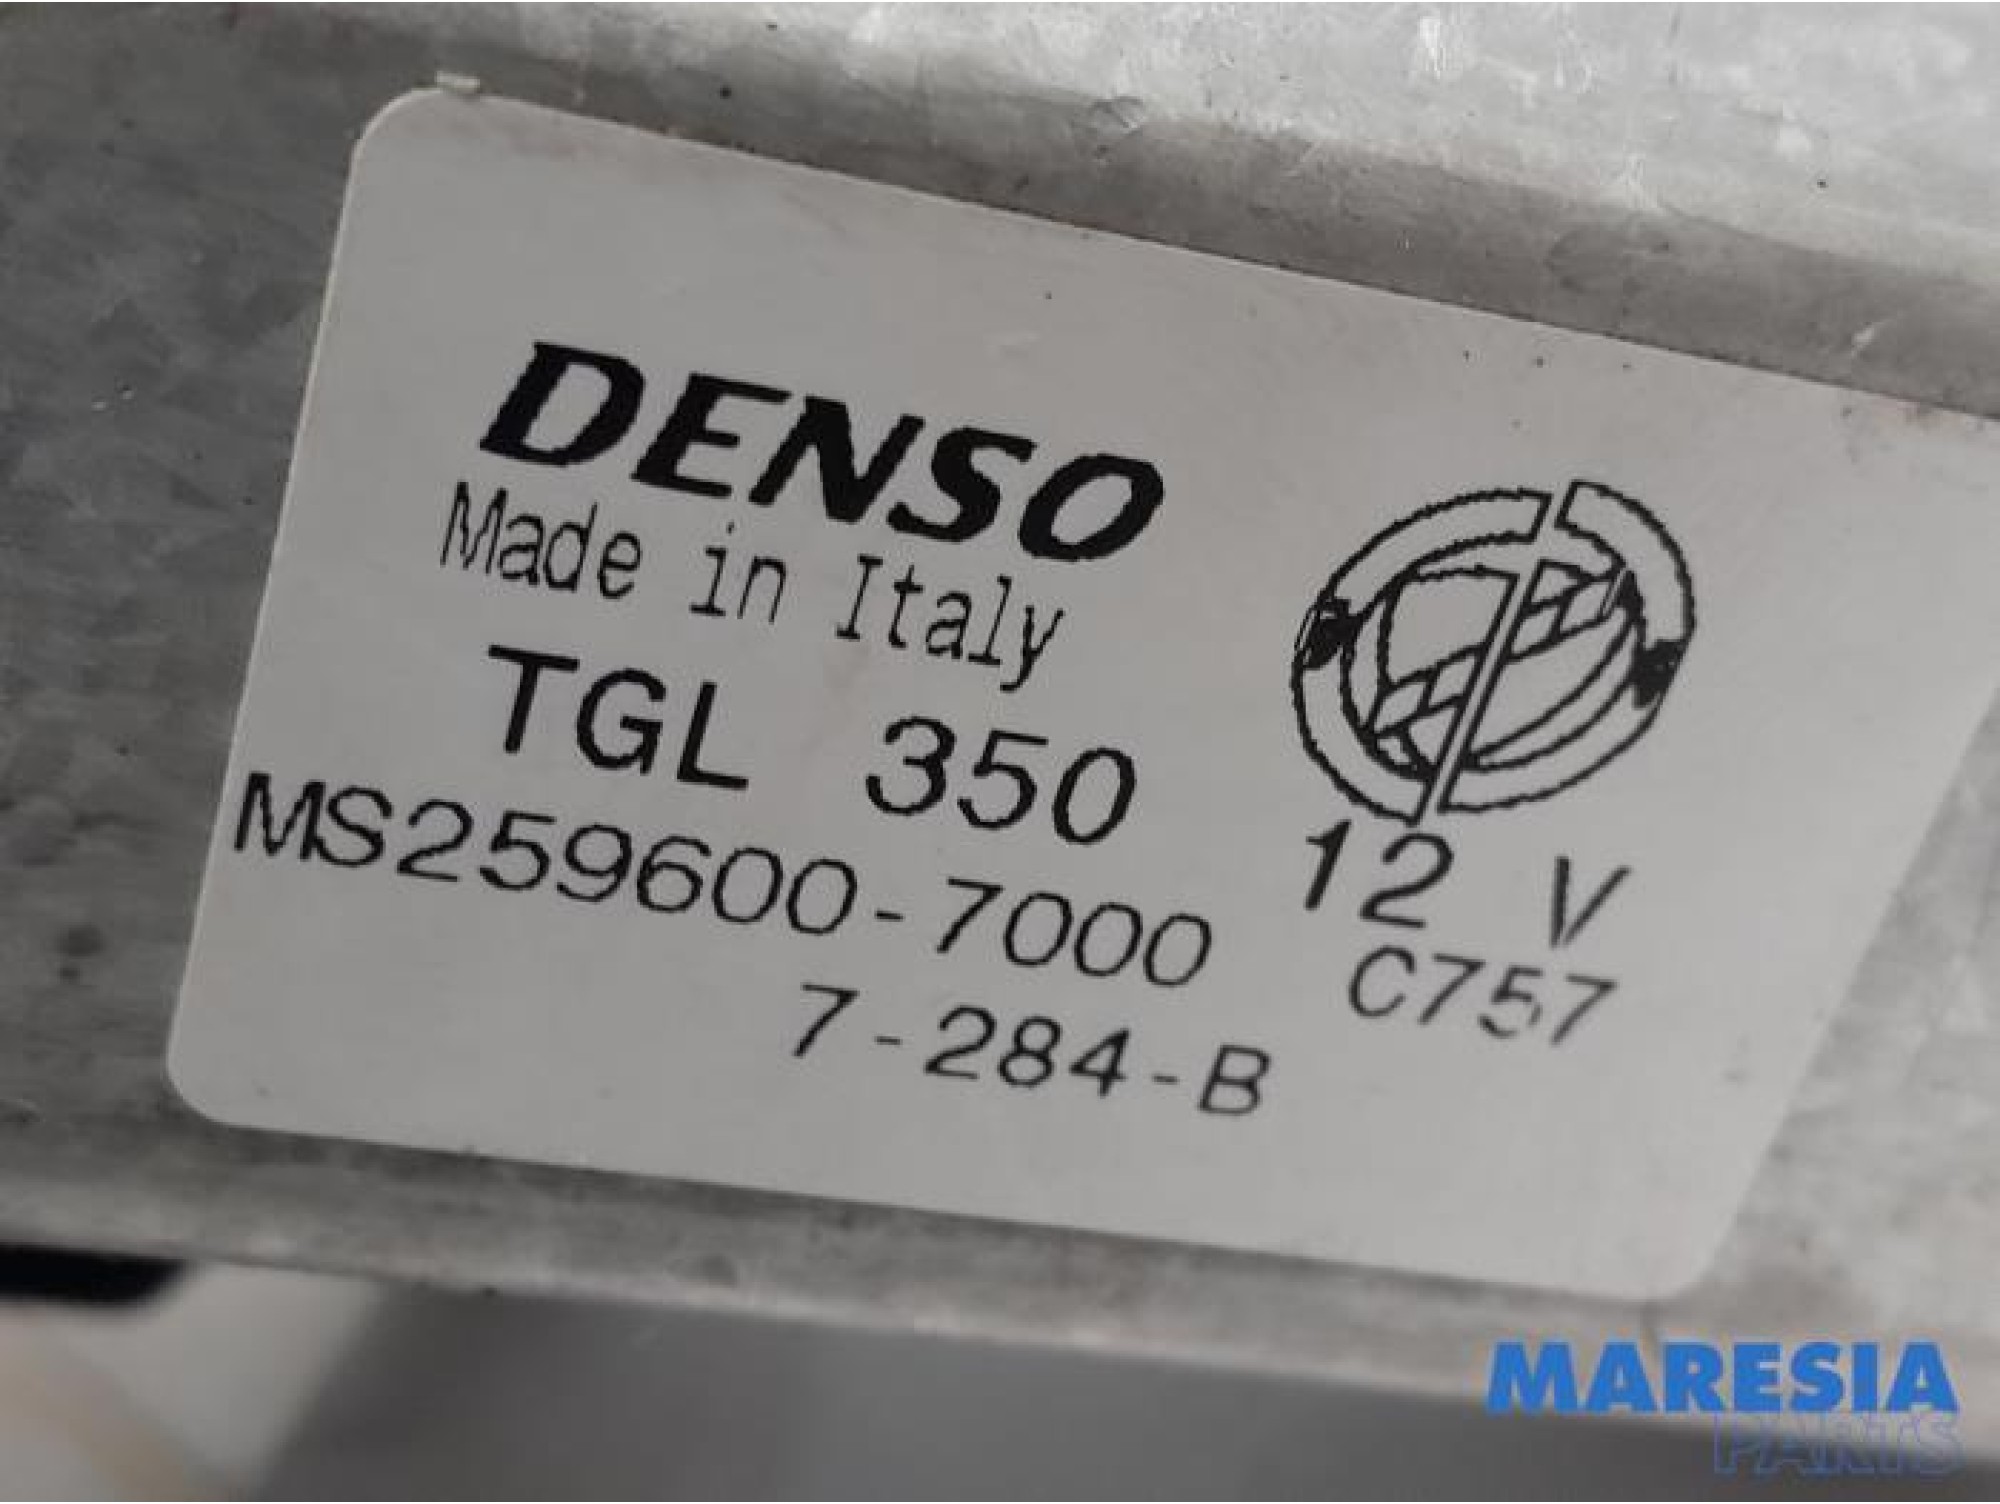 DENSO
Made in Italy
TGL 350
12 V
MS259600-7000
C757
7-284-B
MARESIA
PARTS